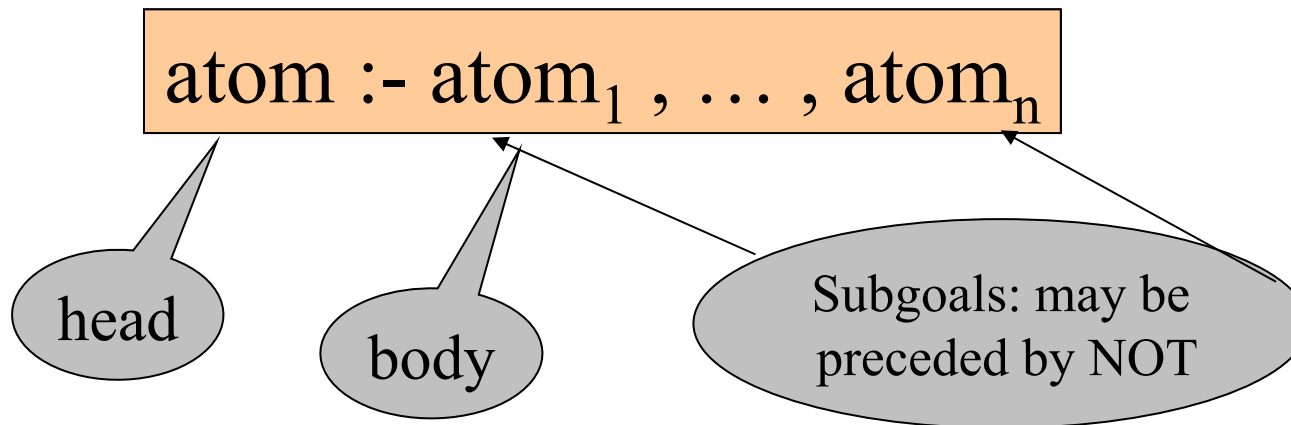 atom :- atom₁ , … , atomₙ
head
body
Subgoals: may be
preceded by NOT